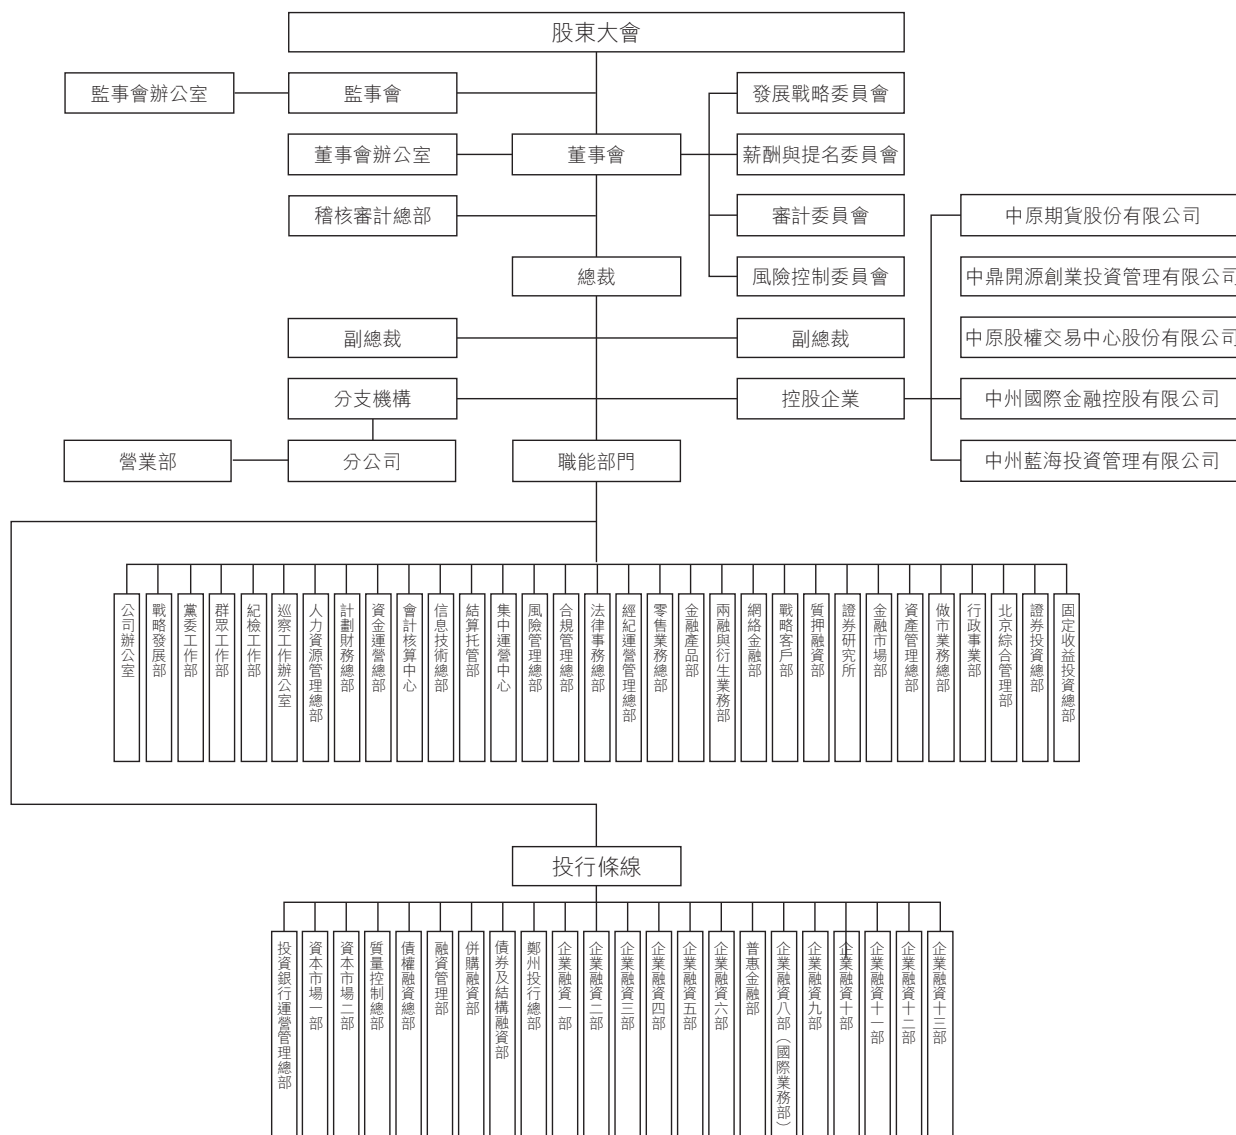 股東大會
監事會辦公室
監事會
發展戰略委員會
董事會辦公室
董事會
薪酬與提名委員會
稽核審計總部
審計委員會
中原期貨股份有限公司
總裁
風險控制委員會
中鼎開源創業投資管理有限公司
副總裁
副總裁
中原股權交易中心股份有限公司
分支機構
控股企業
中州國際金融控股有限公司
營業部
分公司
職能部門
中州藍海投資管理有限公司
公司辦公室
戰略發展部
黨委工作部
群眾工作部
紀檢工作部
巡察工作辦公室
人力資源管理總部
計劃財務總部
資金運營總部
會計核算中心
信息技術總部
結算托管部
集中運營中心
風險管理總部
合規管理總部
法律事務總部
經紀運營管理總部
零售業務總部
金融產品部
兩融與衍生業務部
網絡金融部
戰略客戶部
質押融資部
證券研究所
金融市場部
資產管理總部
做市業務總部
行政事業部
北京綜合管理部
證券投資總部
固定收益投資總部
投行條線
投資銀行運營管理總部
資本市場一部
資本市場二部
質量控制總部
債權融資總部
融資管理部
併購融資部
債券及結構融資部
鄭州投行總部
企業融資一部
企業融資二部
企業融資三部
企業融資四部
企業融資五部
企業融資六部
普惠金融部
企業融資八部（國際業務部）
企業融資九部
企業融資十部
企業融資十一部
企業融資十二部
企業融資十三部